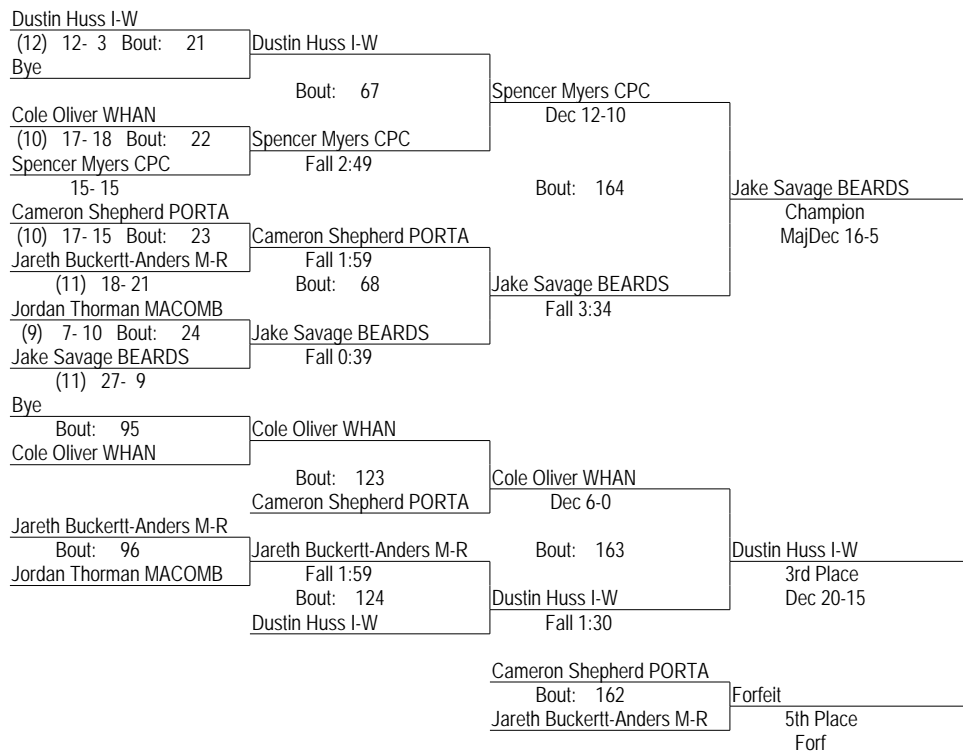 Dustin Huss I-W
(12) 12- 3 Bout: 21
Bye
Dustin Huss I-W
Bout: 67
Cole Oliver WHAN
(10) 17- 18 Bout: 22
Spencer Myers CPC
15- 15
Spencer Myers CPC
Fall 2:49
Spencer Myers CPC
Dec 12-10
Cameron Shepherd PORTA
(10) 17- 15 Bout: 23
Jareth Buckertt-Anders M-R
(11) 18- 21
Cameron Shepherd PORTA
Fall 1:59
Bout: 68
Jordan Thorman MACOMB
(9) 7- 10 Bout: 24
Jake Savage BEARDS
(11) 27- 9
Jake Savage BEARDS
Fall 0:39
Jake Savage BEARDS
Fall 3:34
Bout: 164
Jake Savage BEARDS
Champion
MajDec 16-5
Bye
Bout: 95
Cole Oliver WHAN
Cole Oliver WHAN
Bout: 123
Cameron Shepherd PORTA
Cole Oliver WHAN
Dec 6-0
Jareth Buckertt-Anders M-R
Bout: 96
Jordan Thorman MACOMB
Jareth Buckertt-Anders M-R
Fall 1:59
Bout: 124
Dustin Huss I-W
Dustin Huss I-W
Fall 1:30
Bout: 163
Dustin Huss I-W
3rd Place
Dec 20-15
Cameron Shepherd PORTA
Bout: 162
Jareth Buckertt-Anders M-R
Forfeit
5th Place
Forf